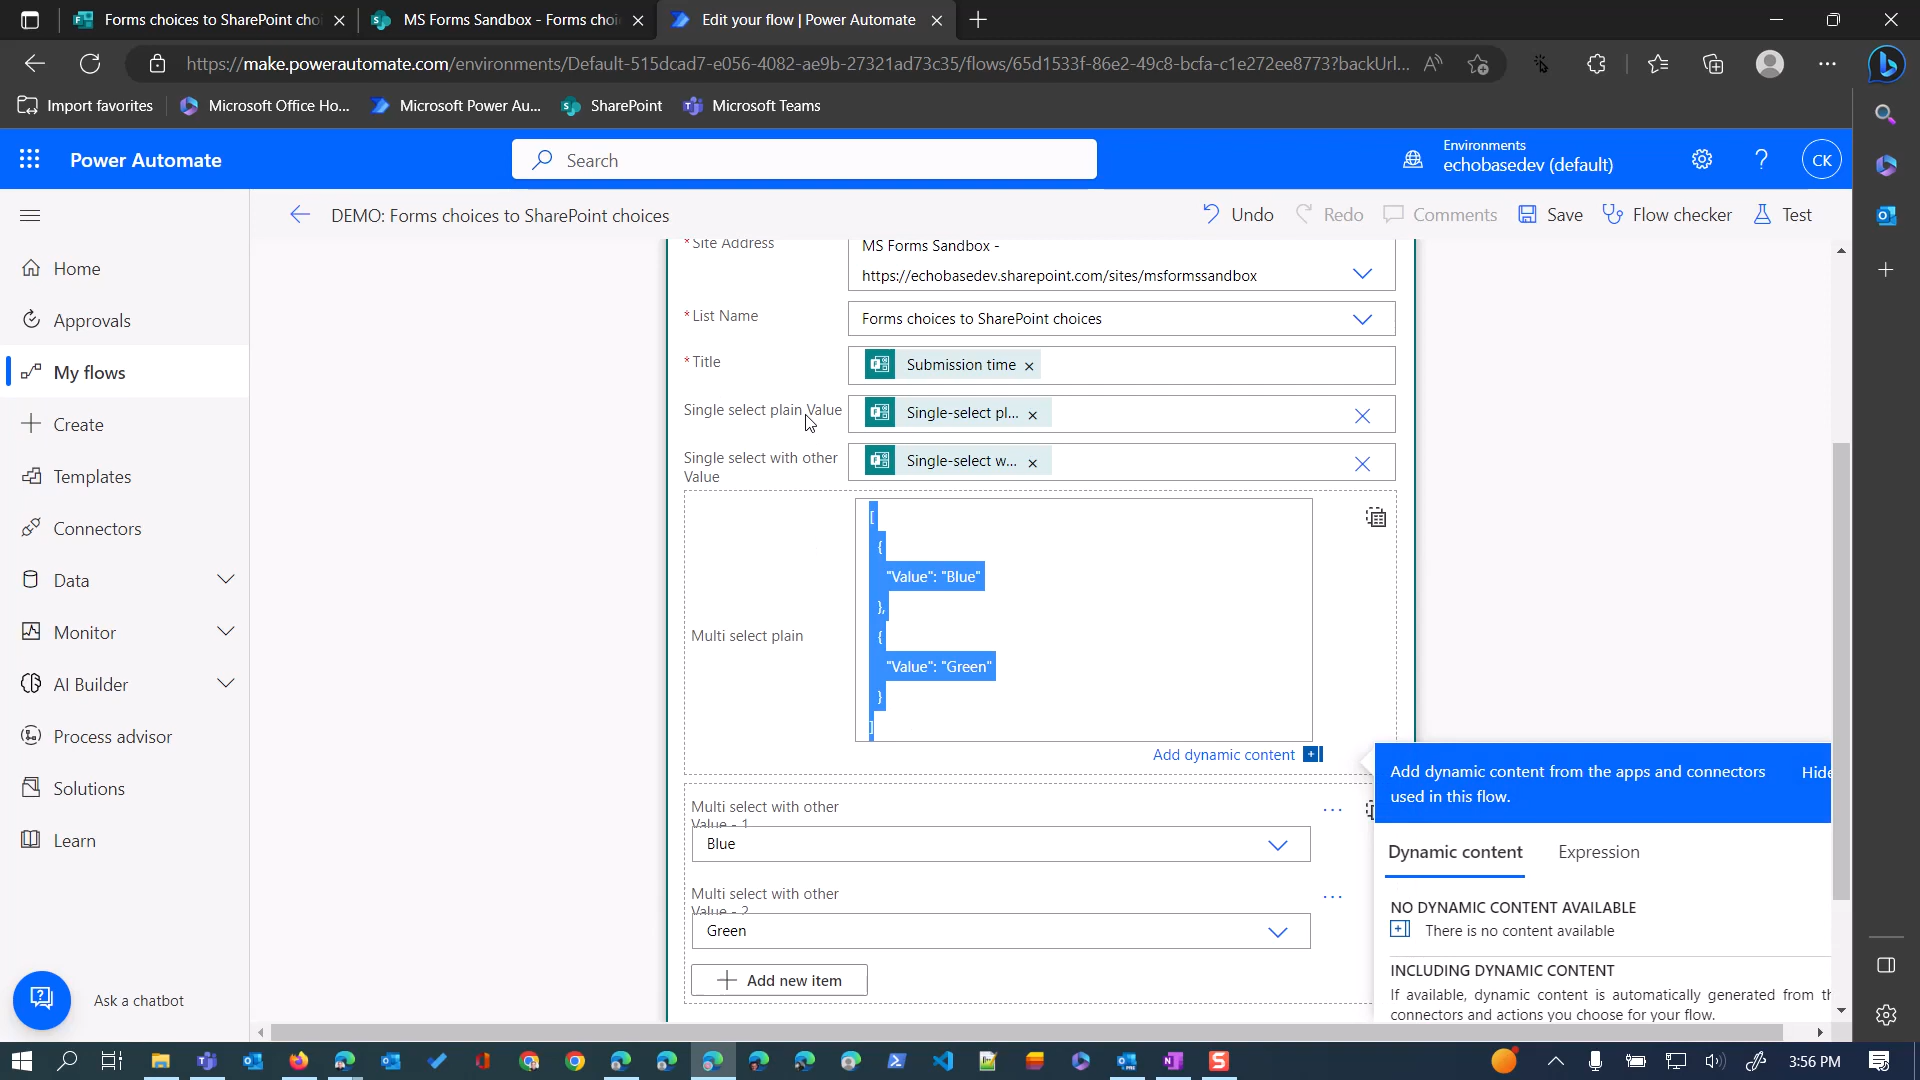 Forms choices to SharePoint cho
MS Forms Sandbox - Forms choi
Edit your flow | Power Automate
https://make.powerautomate.com/environments/Default-515dcad7-e056-4082-ae9b-27321ad73c35/flows/65d1533f-86e2-49c8-bcfa-c1e272ee8773?backUrl...
Import favorites
Microsoft Office Ho...
Microsoft Power Au...
SharePoint
Microsoft Teams
Power Automate
Search
Environments
echobasedev (default)
CK
DEMO: Forms choices to SharePoint choices
Undo
Redo
Comments
Save
Flow checker
Test
Home
Approvals
My flows
Create
Templates
Connectors
Data
Monitor
AI Builder
Process advisor
Solutions
Learn
Ask a chatbot
* Site Address
MS Forms Sandbox -
https://echobasedev.sharepoint.com/sites/msformssandbox
* List Name
Forms choices to SharePoint choices
* Title
Submission time
Single select plain Value
Single-select pl...
Single select with other
Value
Single-select w...
Multi select plain
[
{
"Value": "Blue"
},
{
"Value": "Green"
}
]
Add dynamic content
Multi select with other
Value - 1
Blue
Multi select with other
Value - 2
Green
Add new item
Add dynamic content from the apps and connectors
used in this flow.
Hide
Dynamic content
Expression
NO DYNAMIC CONTENT AVAILABLE
There is no content available
INCLUDING DYNAMIC CONTENT
If available, dynamic content is automatically generated from th
connectors and actions you choose for your flow.
3:56 PM